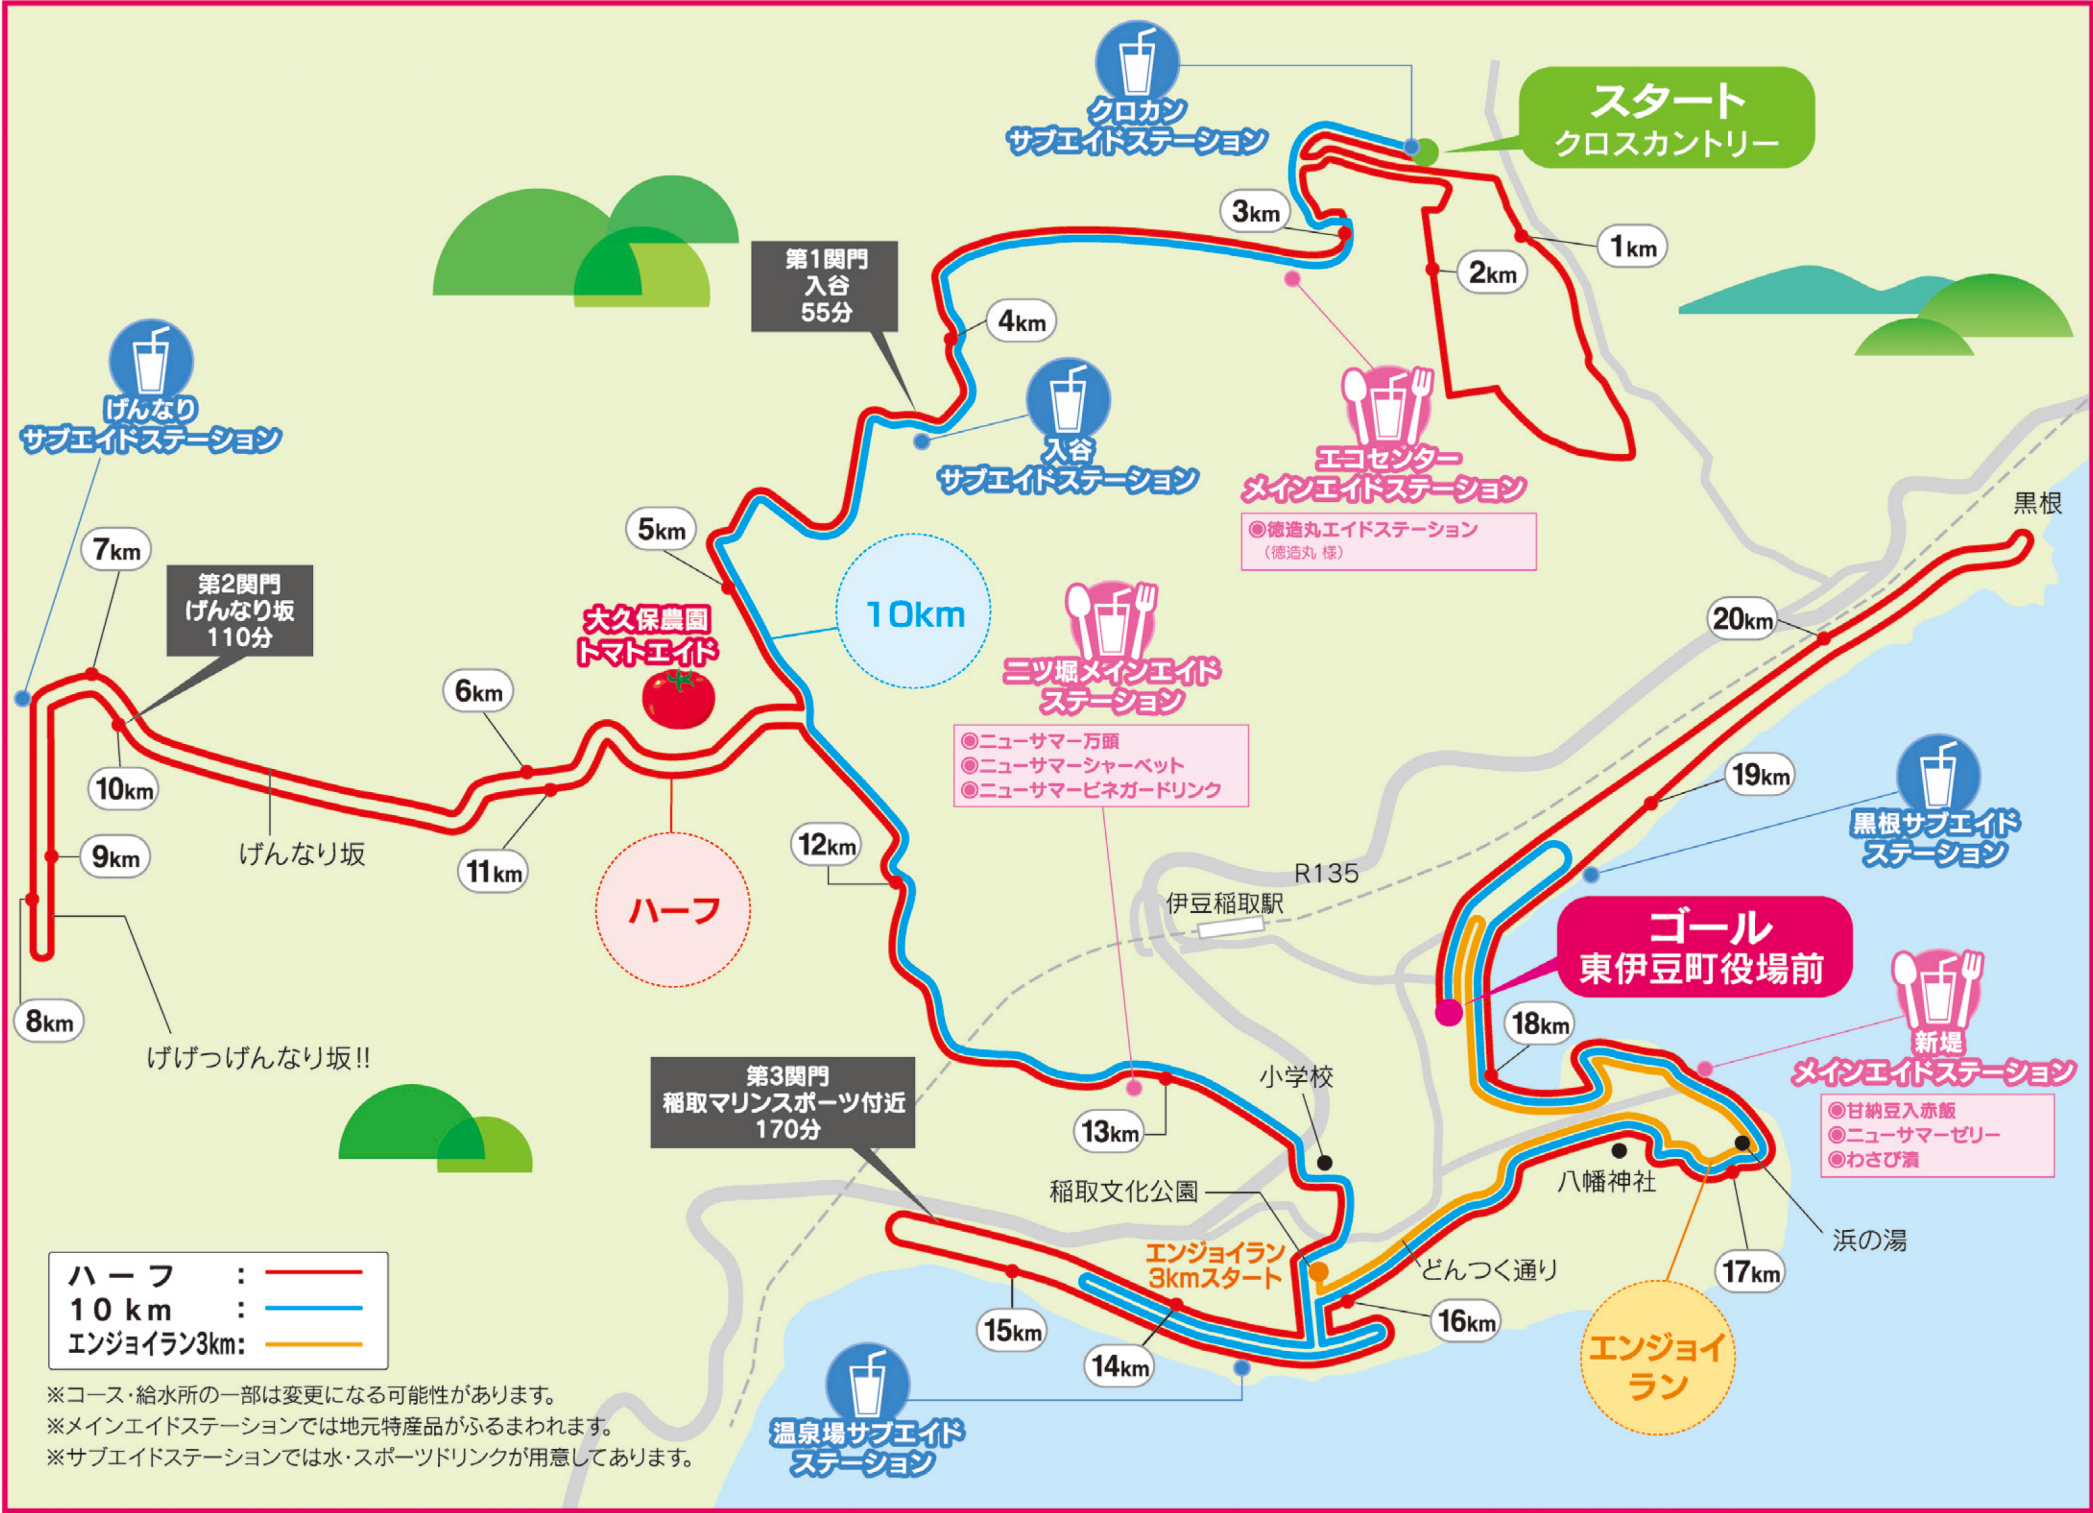 クロカン
サブエイドステーション
スタート
クロスカントリー
3km
1km
2km
第1関門
入谷
55分
4km
げんなり
サブエイドステーション
入谷
サブエイドステーション
エコセンター
メインエイドステーション
◉徳造丸エイドステーション
（徳造丸 様）
黒根
5km
7km
第2関門
げんなり坂
110分
大久保農園
トマトエイド
10km
二ツ堀メインエイド
ステーション
◉ニューサマー万頭
◉ニューサマーシャーベット
◉ニューサマービネガードリンク
20km
6km
10km
19km
黒根サブエイド
ステーション
9km
げんなり坂
11km
12km
ハーフ
R135
伊豆稲取駅
ゴール
東伊豆町役場前
8km
げげっげんなり坂!!
18km
新堤
メインエイドステーション
◉甘納豆入赤飯
◉ニューサマーゼリー
◉わさび漬
第3関門
稲取マリンスポーツ付近
170分
13km
小学校
稲取文化公園
八幡神社
浜の湯
エンジョイラン
3kmスタート
どんつく通り
17km
16km
15km
14km
エンジョイ
ラン
温泉場サブエイド
ステーション
ハーフ :
10km :
エンジョイラン3km:
※コース・給水所の一部は変更になる可能性があります。
※メインエイドステーションでは地元特産品がふるまわれます。
※サブエイドステーションでは水・スポーツドリンクが用意してあります。